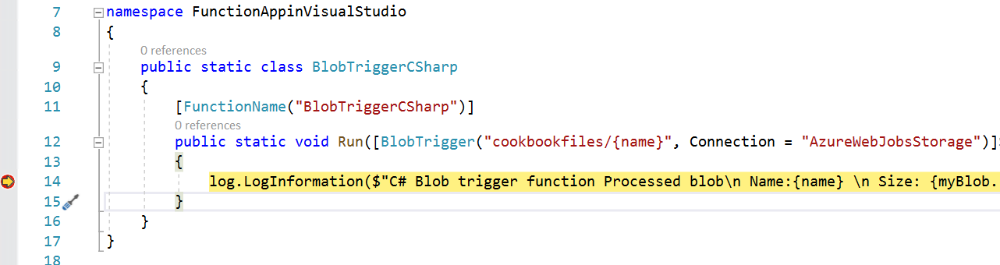 7 namespace FunctionAppinVisualStudio
8 {
0 references
9 public static class BlobTriggerCSharp
10 {
11 [FunctionName("BlobTriggerCSharp")]
0 references
12 public static void Run([BlobTrigger("cookbookfiles/{name}", Connection = "AzureWebJobsStorage")]
13 {
14 log.LogInformation($"C# Blob trigger function Processed blob\n Name:{name} \n Size: {myBlob.
15 }
16 }
17 }
18